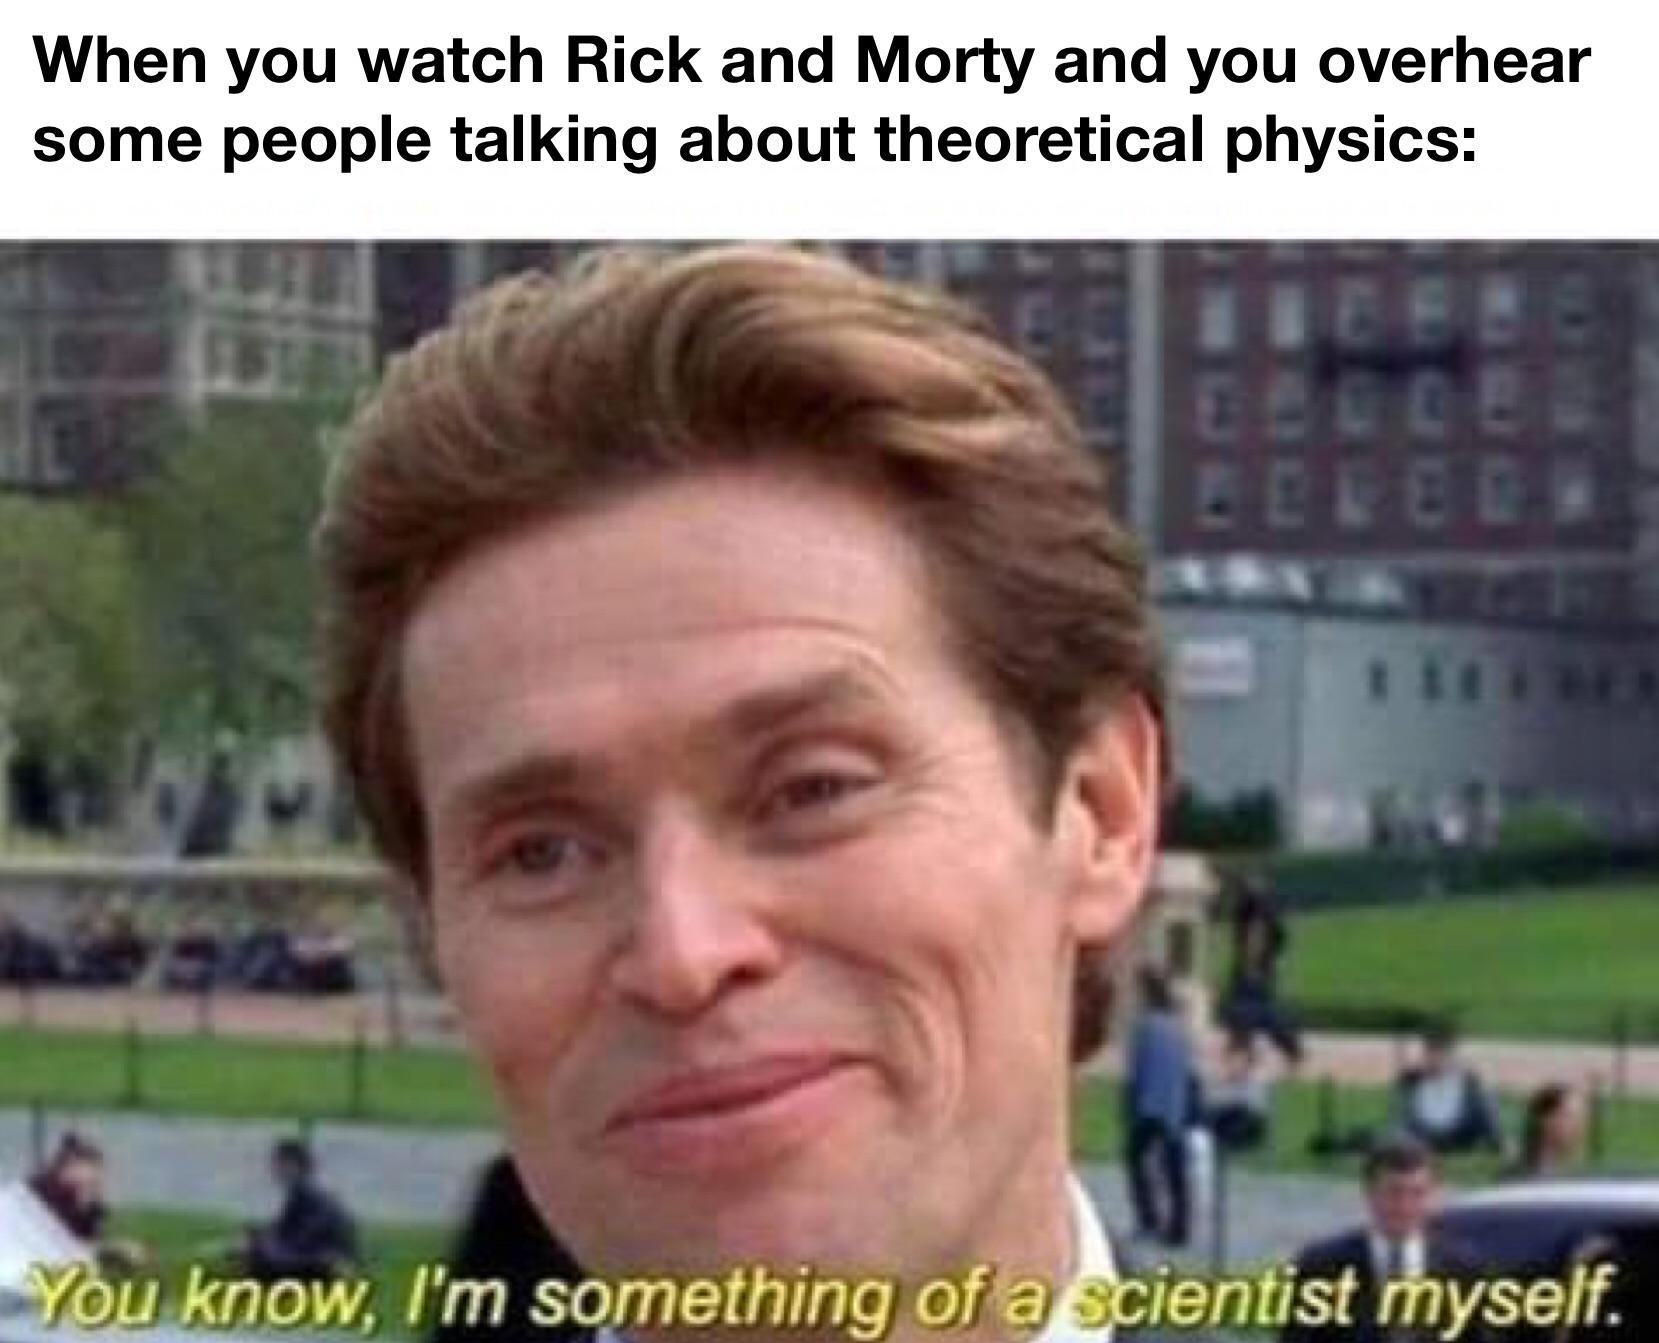 When you watch Rick and Morty and you overhear
some people talking about theoretical physics:
You know, I'm something of a scientist myself.